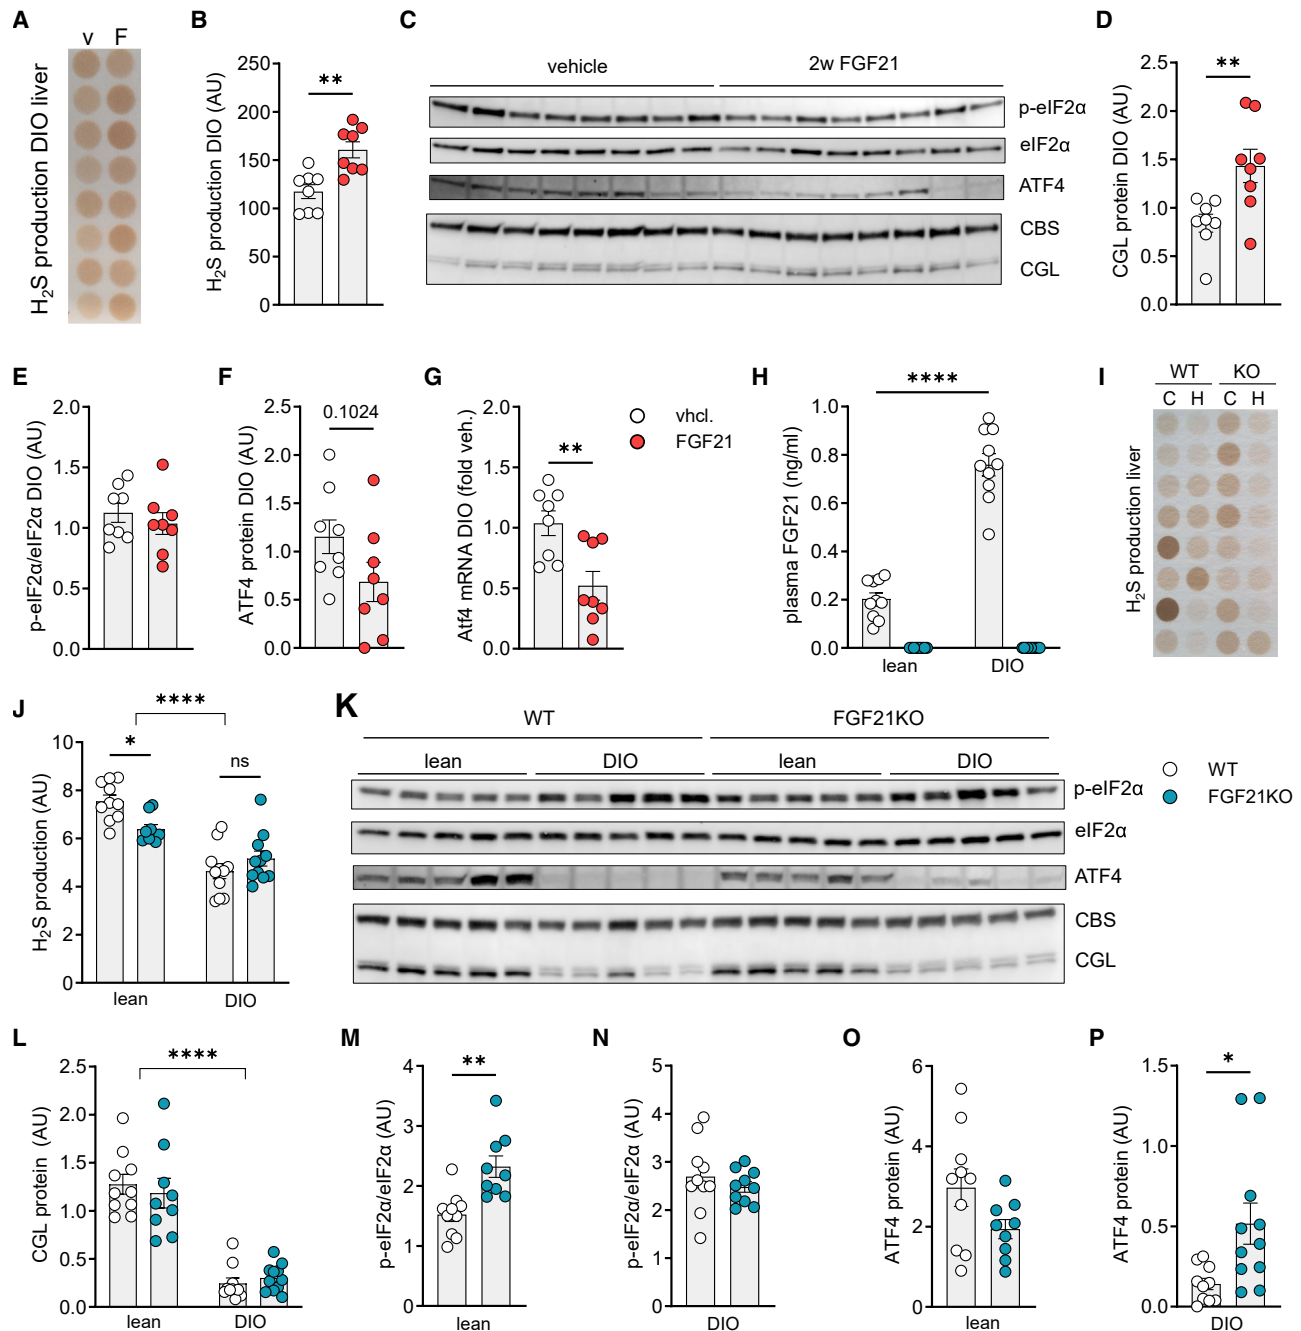 A
v F
H₂S production DIO liver
B
H₂S production DIO (AU)
250
200
150
100
50
0
**
C
vehicle
2w FGF21
p-eIF2α
eIF2α
ATF4
CBS
CGL
D
CGL protein DIO (AU)
2.5
2.0
1.5
1.0
0.5
0.0
**
E
p-eIF2α/eIF2α DIO (AU)
2.0
1.5
1.0
0.5
0.0
F
ATF4 protein DIO (AU)
2.5
2.0
1.5
1.0
0.5
0.0
0.1024
G
Atf4 mRNA DIO (fold veh.)
2.0
1.5
1.0
0.5
0.0
**
vhcl.
FGF21
H
plasma FGF21 (ng/ml)
1.0
0.8
0.6
0.4
0.2
0.0
****
lean DIO
I
WT KO
C H C H
H₂S production liver
J
H₂S production (AU)
10
8
6
4
2
0
****
*
ns
lean DIO
K
WT FGF21KO
lean DIO lean DIO
p-eIF2α
eIF2α
ATF4
CBS
CGL
WT
FGF21KO
L
CGL protein (AU)
2.5
2.0
1.5
1.0
0.5
0.0
****
lean DIO
M
p-eIF2α/eIF2α (AU)
4
3
2
1
0
**
lean
N
p-eIF2α/eIF2α (AU)
5
4
3
2
1
0
DIO
O
ATF4 protein (AU)
6
4
2
0
lean
P
ATF4 protein (AU)
1.5
1.0
0.5
0.0
*
DIO